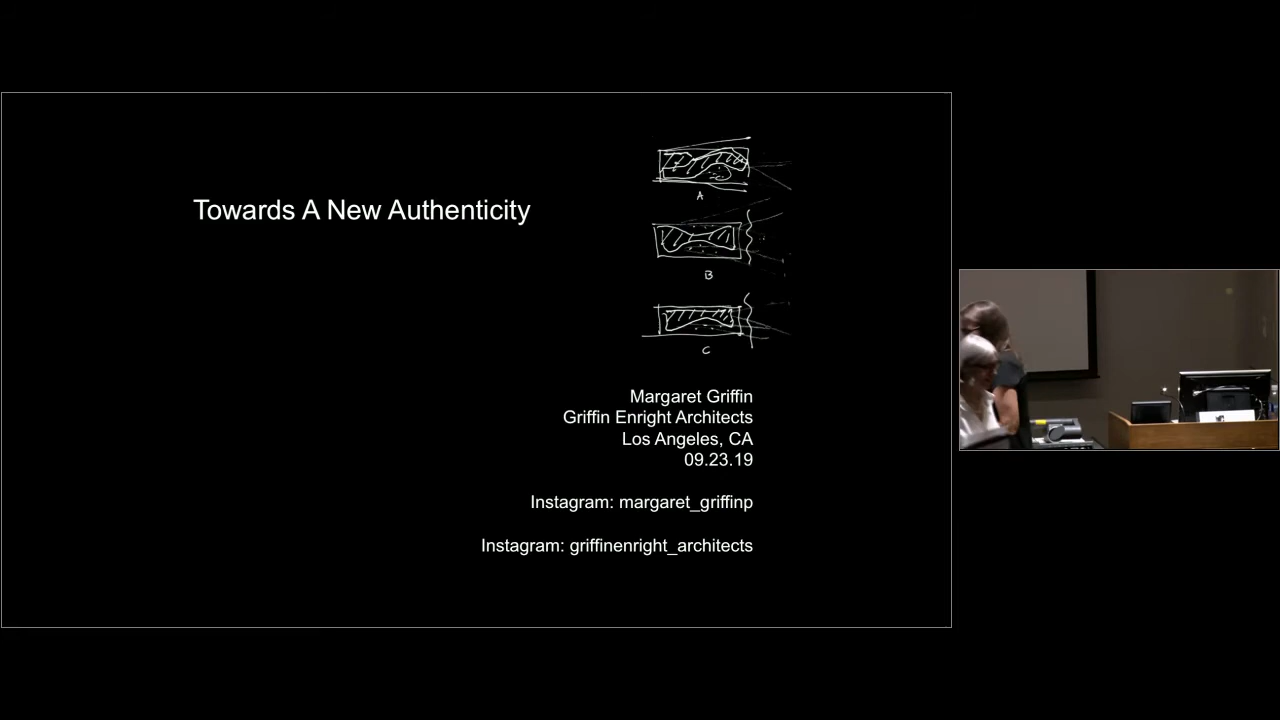 Towards A New Authenticity
A
B
C
Margaret Griffin
Griffin Enright Architects
Los Angeles, CA
09.23.19
Instagram: margaret_griffinp
Instagram: griffinenright_architects